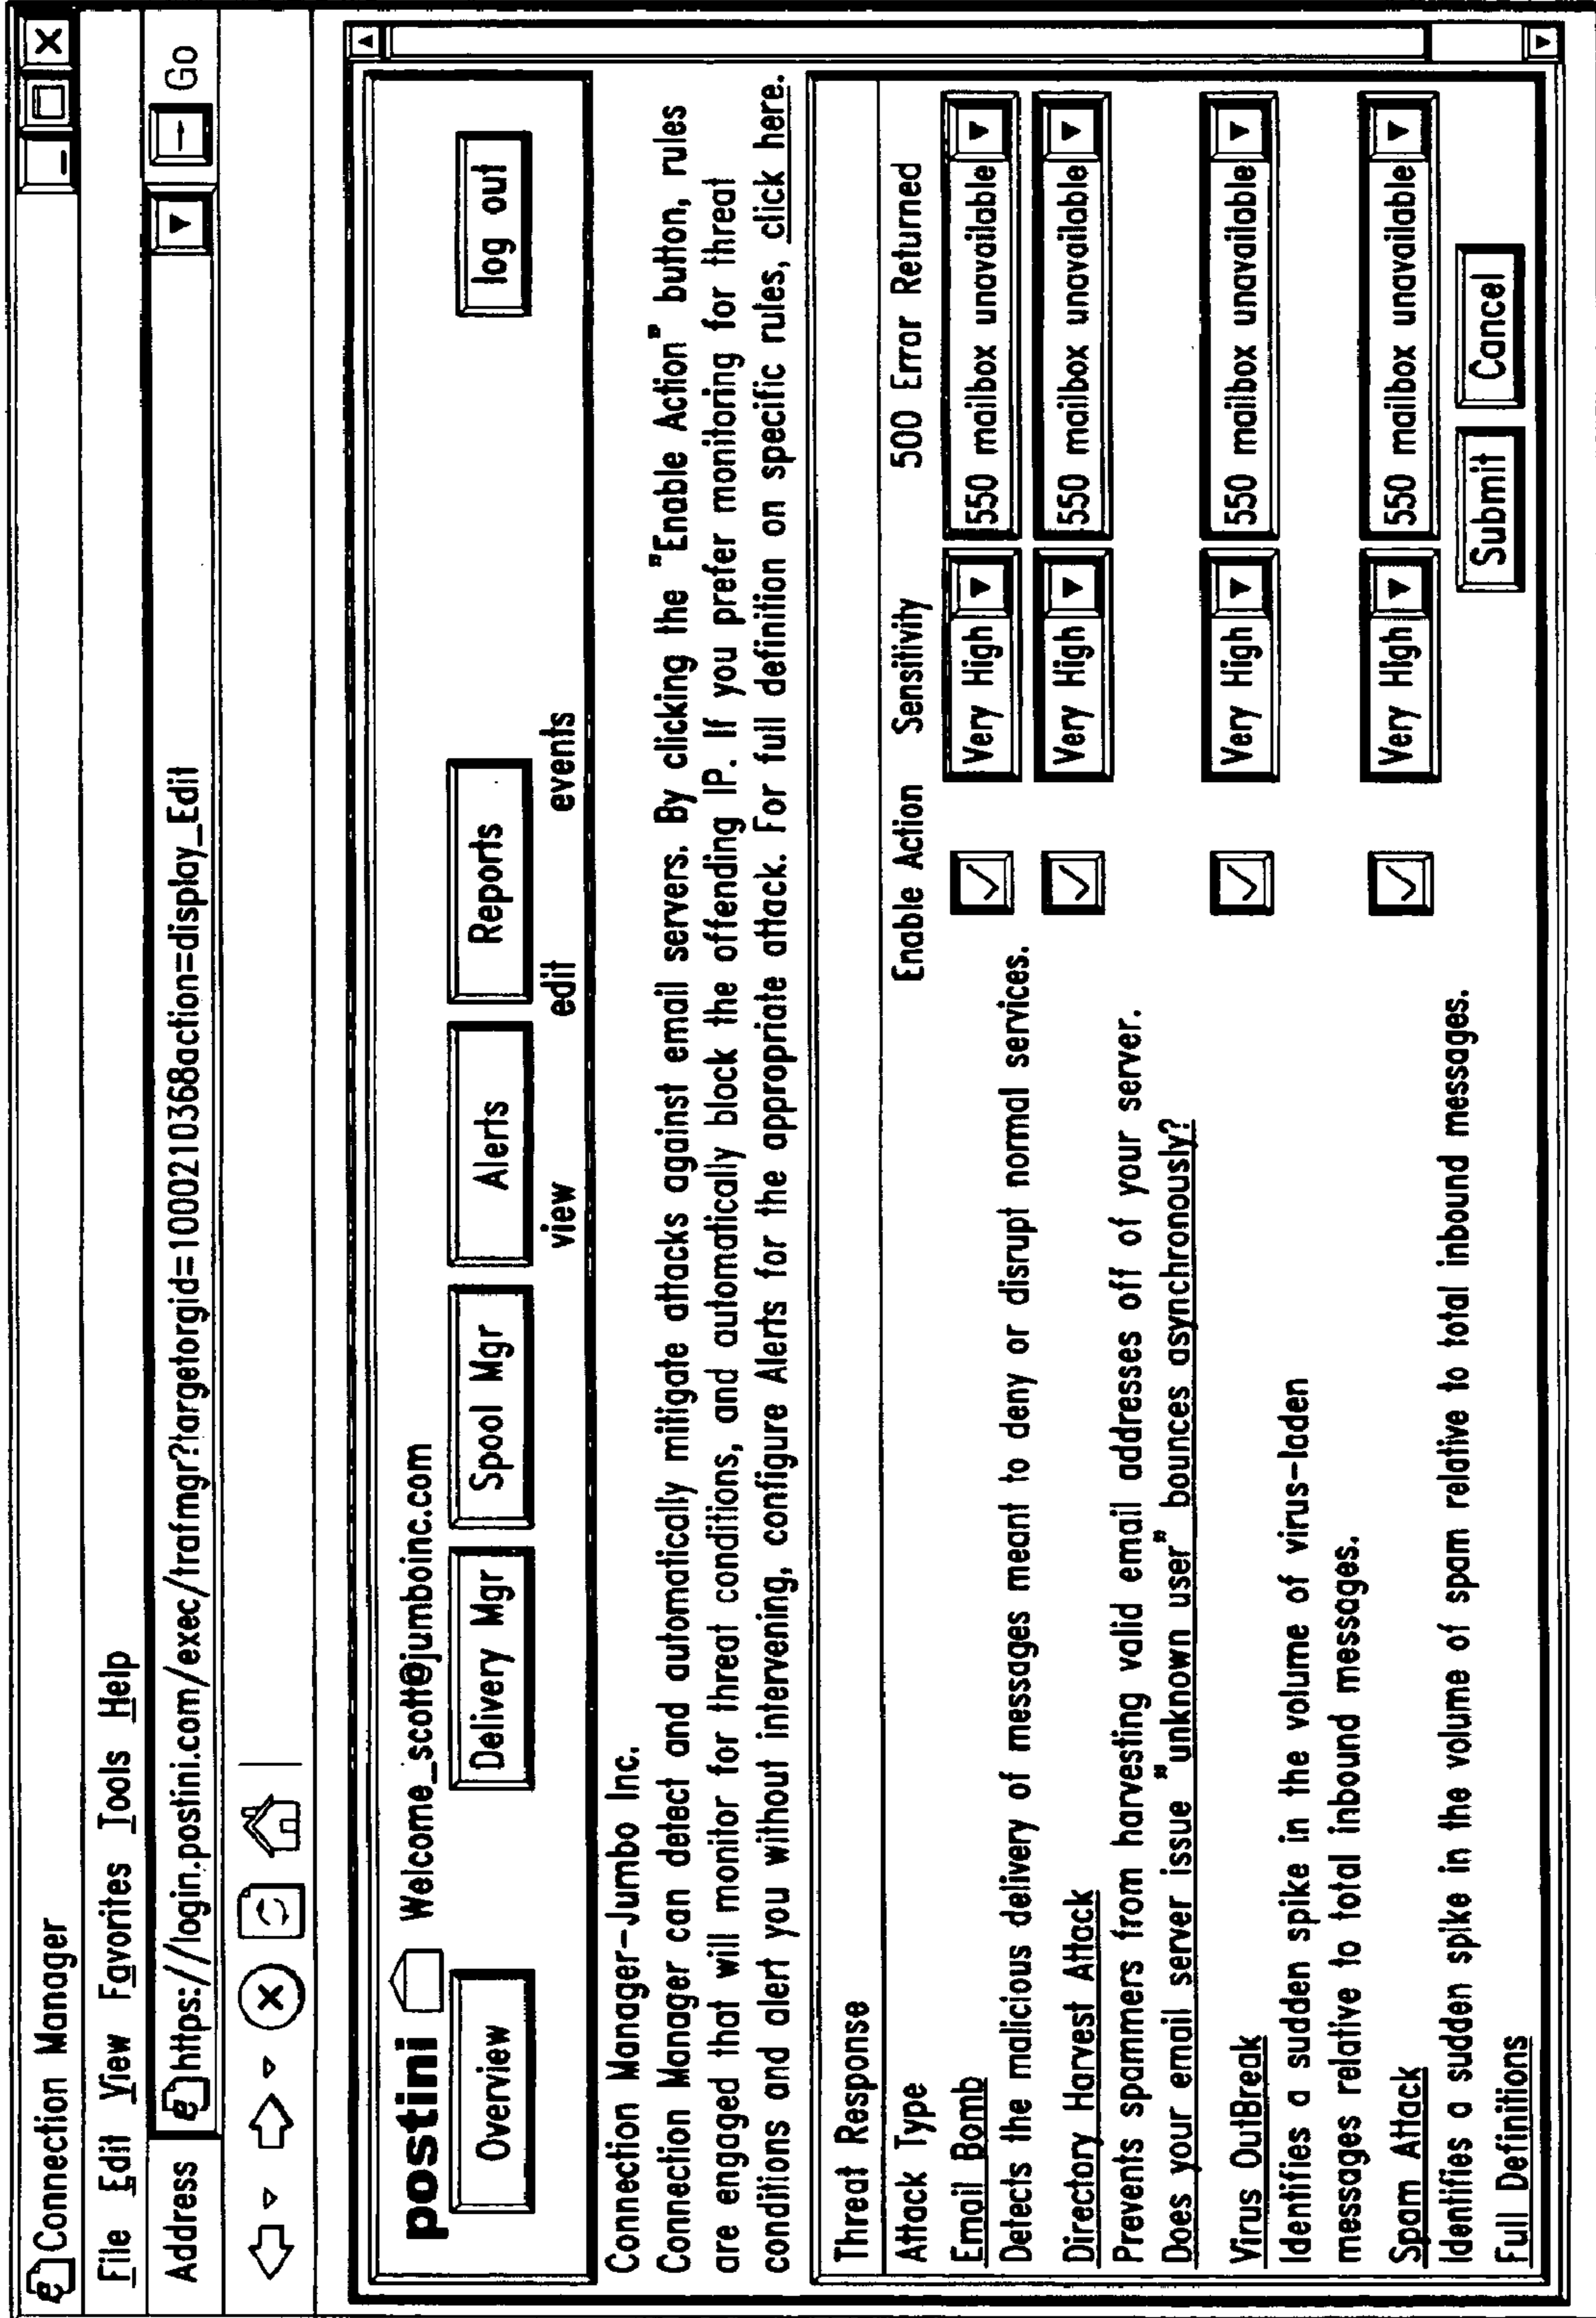 Connection Manager
File Edit View Favorites Tools Help
Address https://login.postini.com/exec/trafmgr?targetorgid=100021036&action=display_Edit Go
postini Welcome_scott@jumboinc.com
Overview Delivery Mgr Spool Mgr Alerts Reports log out
view edit events
Connection Manager-Jumbo Inc.
Connection Manager can detect and automatically mitigate attacks against email servers. By clicking the "Enable Action" button, rules
are engaged that will monitor for threat conditions, and automatically block the offending IP. If you prefer monitoring for threat
conditions and alert you without intervening, configure Alerts for the appropriate attack. For full definition on specific rules, click here.
Threat Response
Attack Type Enable Action Sensitivity 500 Error Returned
Email Bomb Very High 550 mailbox unavailable
Detects the malicious delivery of messages meant to deny or disrupt normal services.
Directory Harvest Attack Very High 550 mailbox unavailable
Prevents spammers from harvesting valid email addresses off of your server.
Does your email server issue "unknown user" bounces asynchronously?
Virus OutBreak Very High 550 mailbox unavailable
Identifies a sudden spike in the volume of virus-laden
messages relative to total inbound messages.
Spam Attack Very High 550 mailbox unavailable
Identifies a sudden spike in the volume of spam relative to total inbound messages.
Full Definitions Submit Cancel